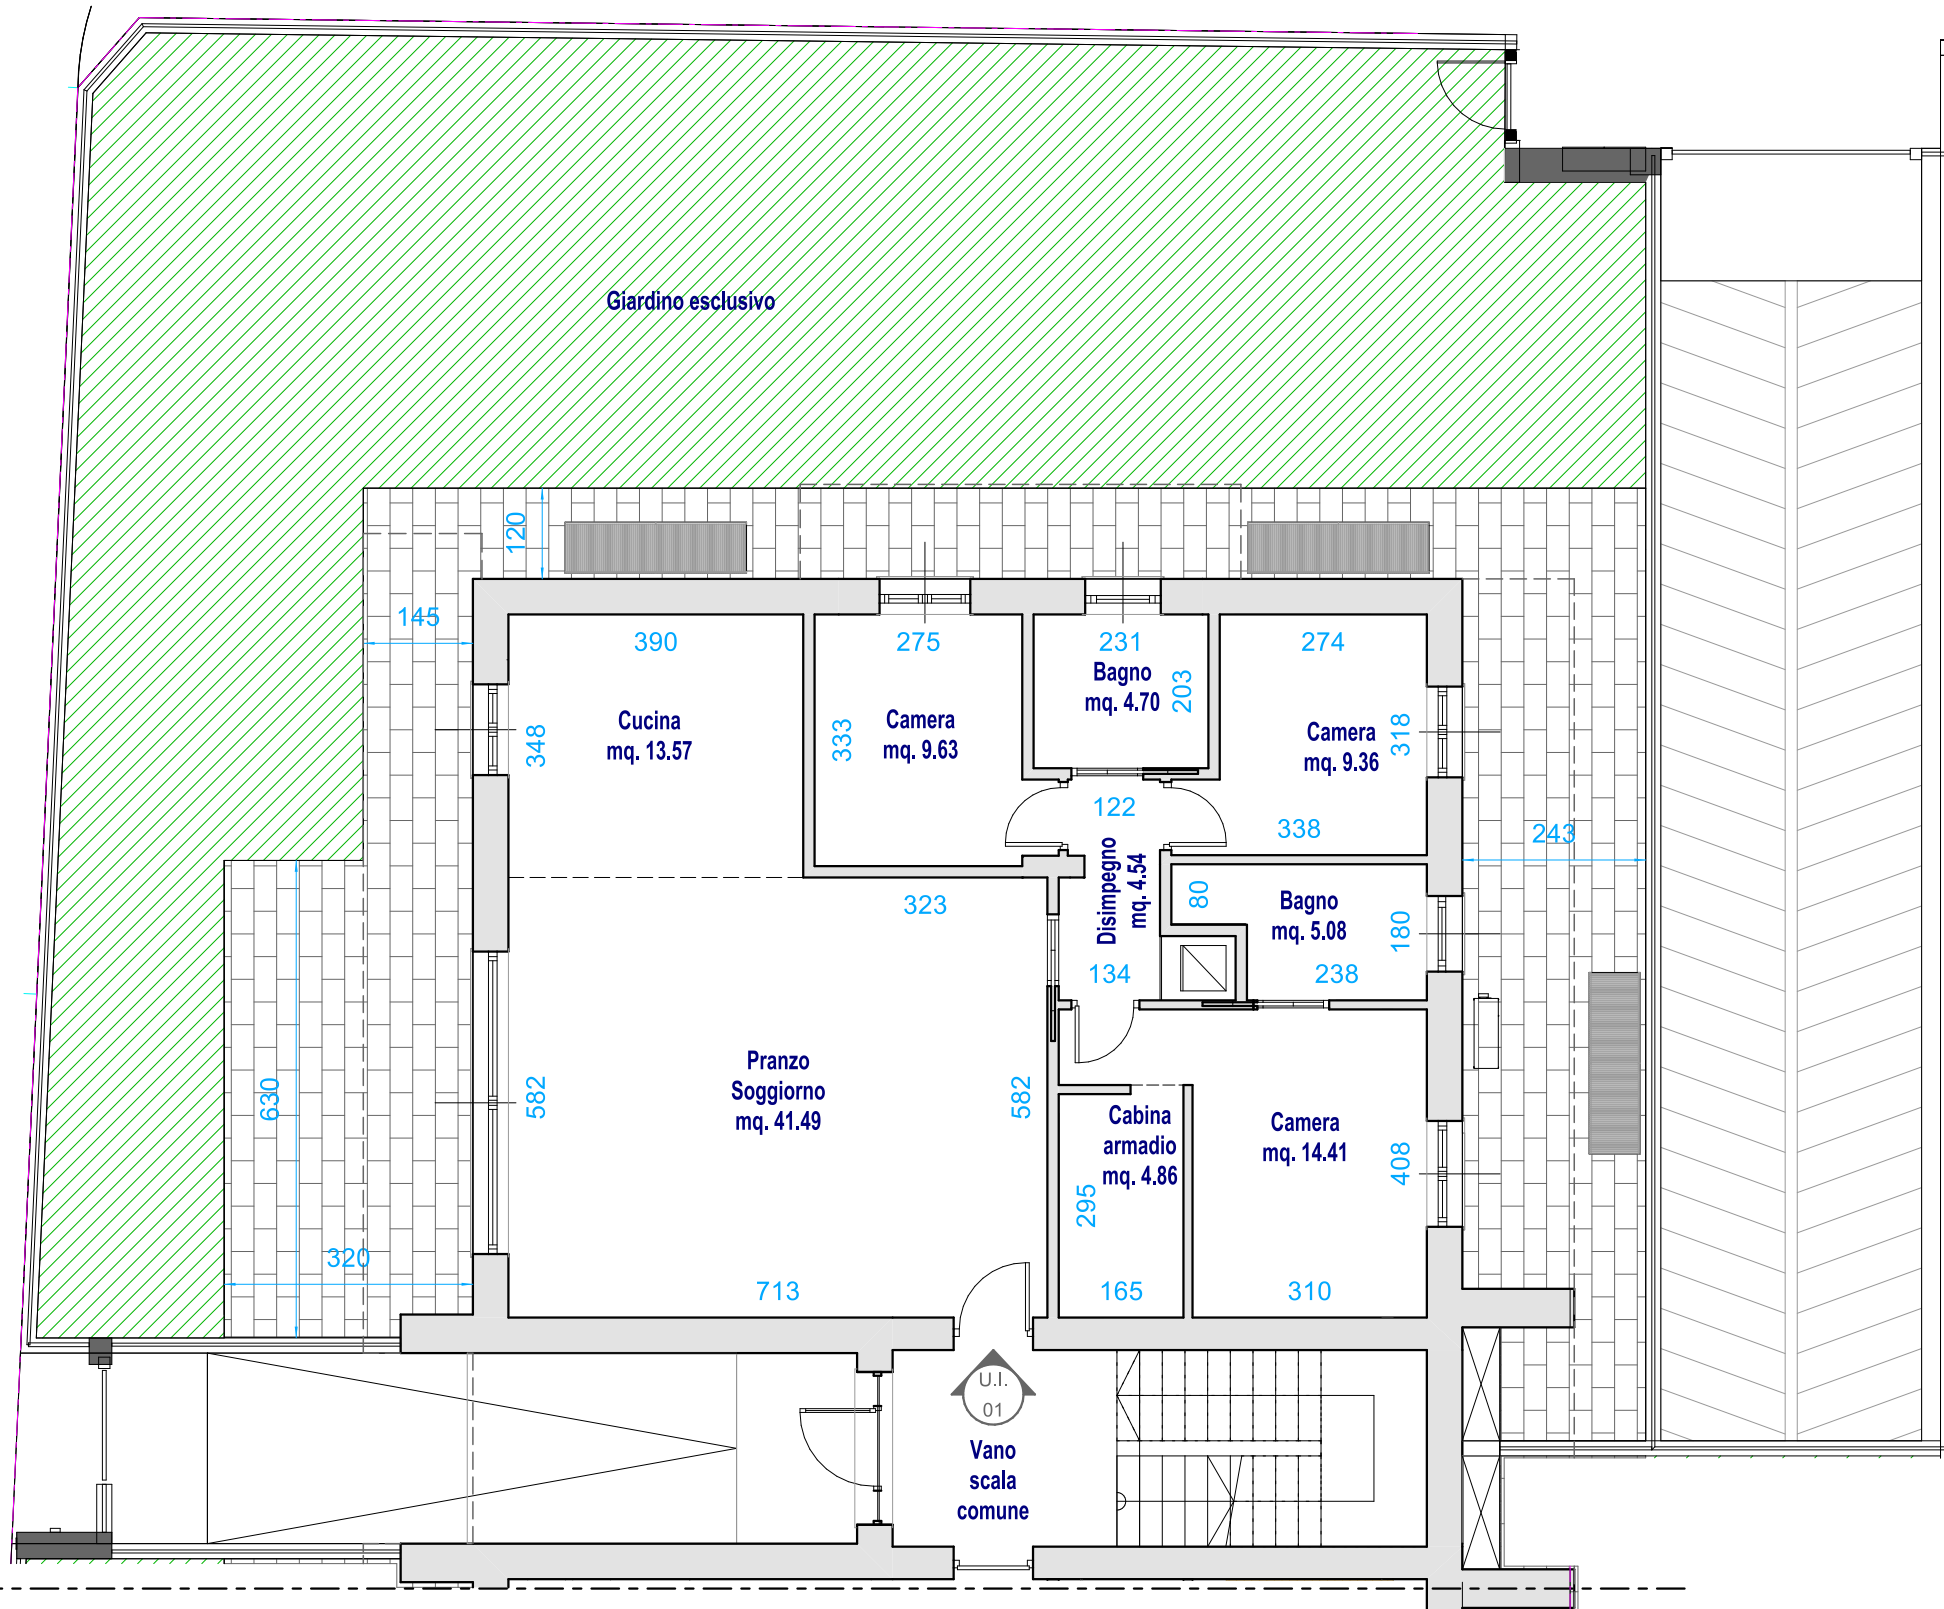 Giardino esclusivo
120
145
390
275
231
274
Bagno
mq. 4.70
203
Cucina
mq. 13.57
348
Camera
mq. 9.63
333
Camera
mq. 9.36
318
122
338
243
Disimpegno
mq. 4.54
323
80
Bagno
mq. 5.08
180
134
238
Pranzo
Soggiorno
mq. 41.49
630
582
582
Cabina
armadio
mq. 4.86
295
Camera
mq. 14.41
408
320
713
165
310
U.I.
01
Vano
scala
comune